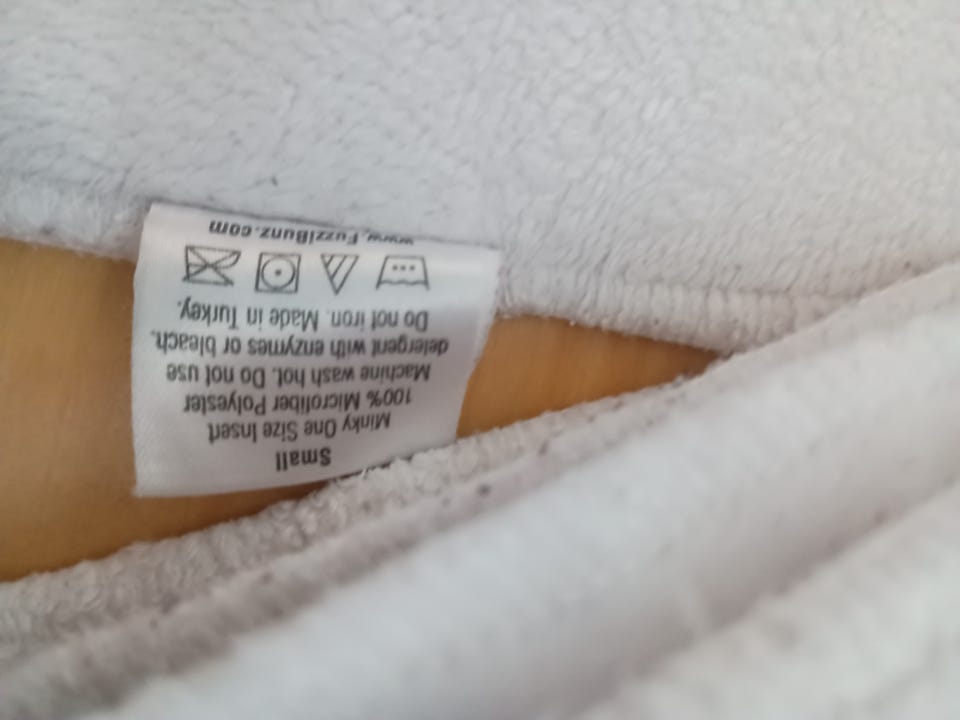 Small
Minky One Size Insert
100% Microfiber Polyester
Machine wash hot. Do not use
detergent with enzymes or bleach.
Do not iron. Made in Turkey.
www.FuzziBunz.com